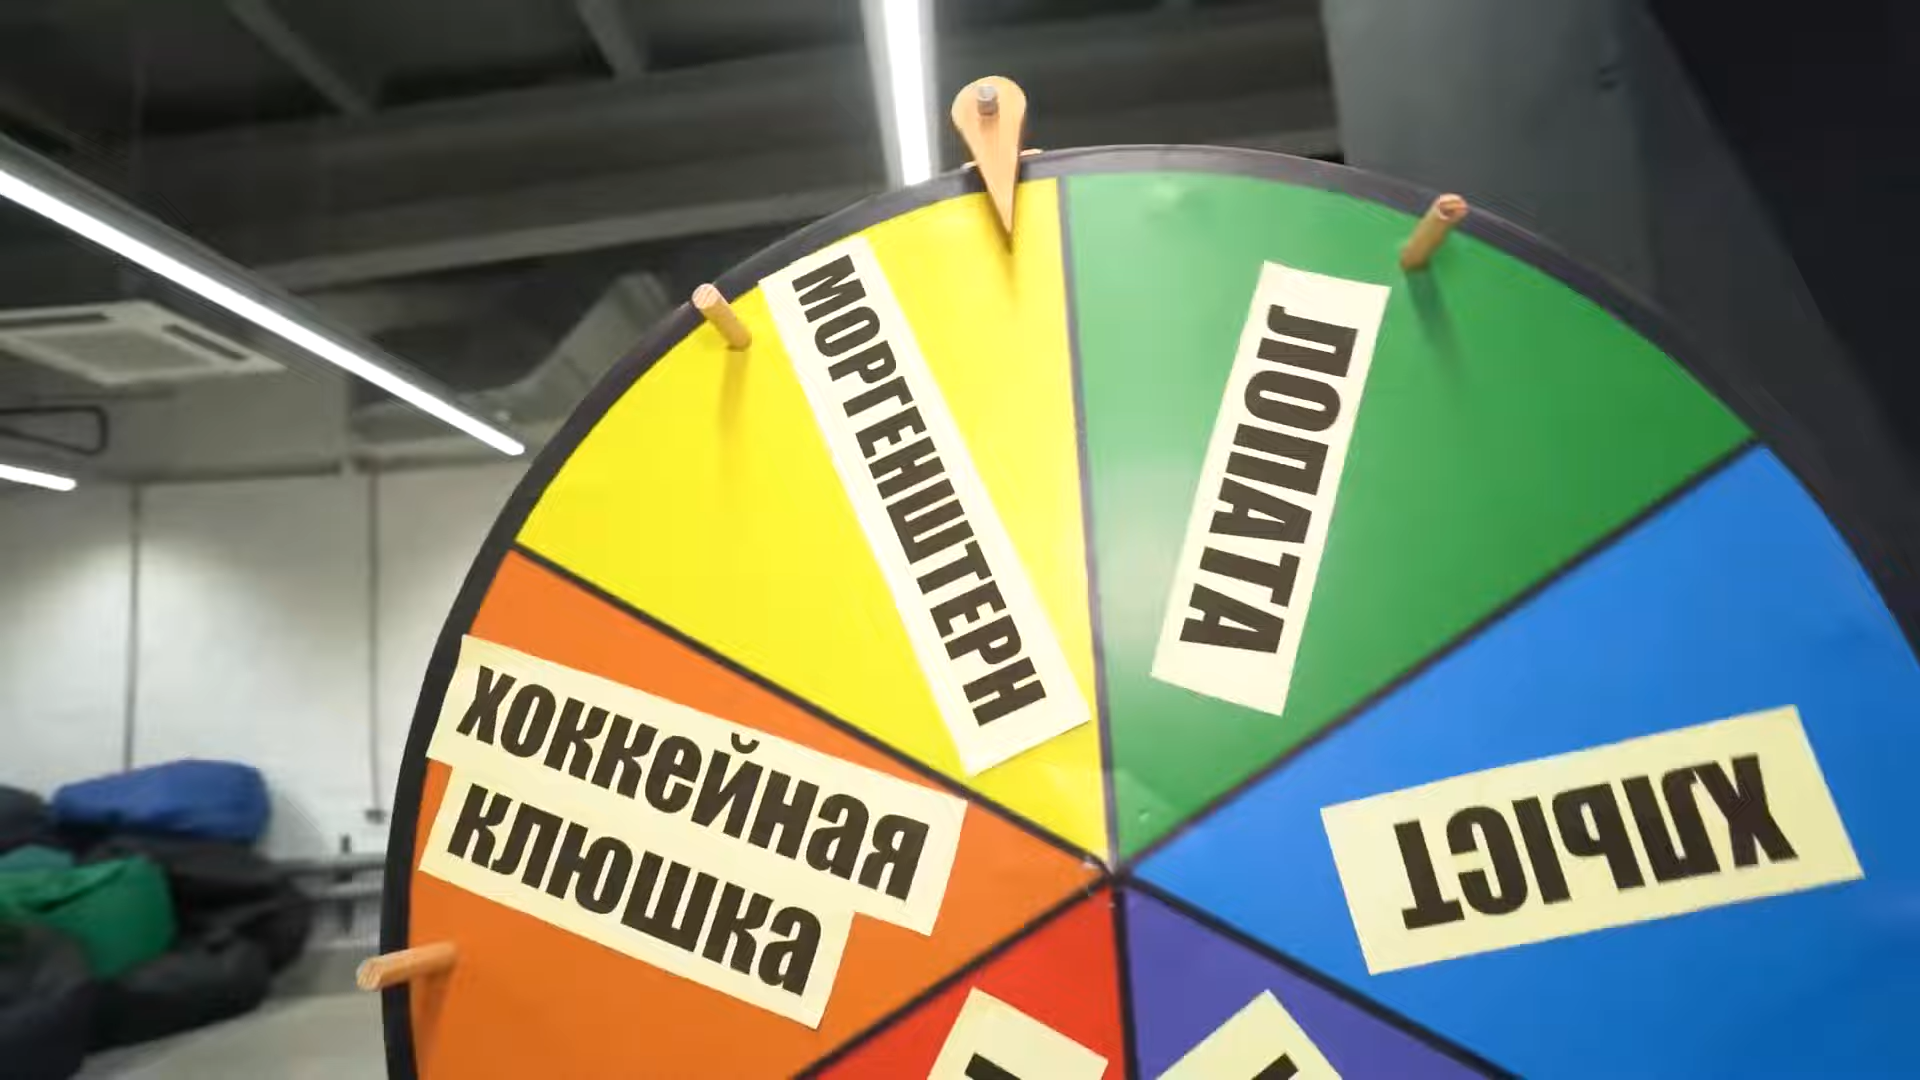 МОРГЕНШТЕРН
ЛОПАТА
ХЛЫСТ
хоккейная
клюшка